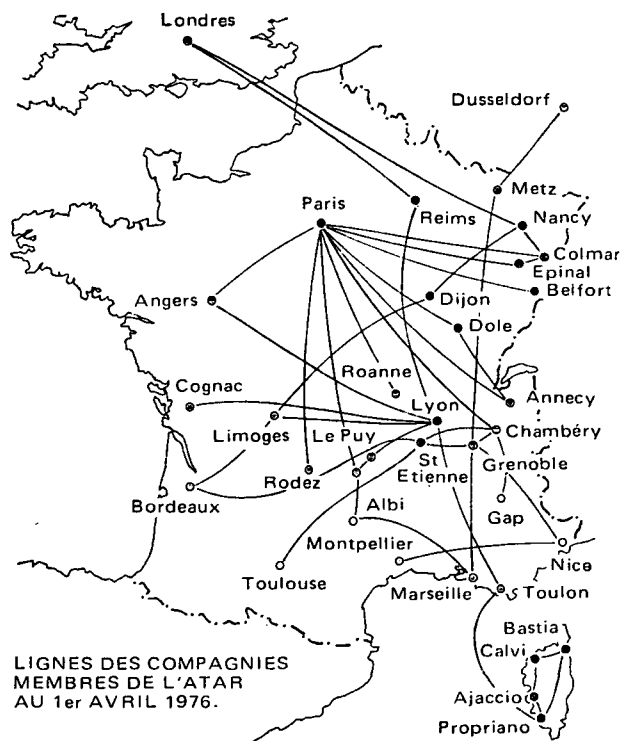 Londres
Dusseldorf
Metz
Paris
Reims
Nancy
Colmar
Epinal
Belfort
Angers
Dijon
Dole
Roanne
Cognac
Annecy
Lyon
Limoges
Le Puy
Chambéry
St
Etienne
Grenoble
Rodez
Bordeaux
Albi
Gap
Montpellier
Nice
Toulouse
Marseille
Toulon
Bastia
Calvi
LIGNES DES COMPAGNIES
MEMBRES DE L'ATAR
AU 1er AVRIL 1976.
Ajaccio
Propriano